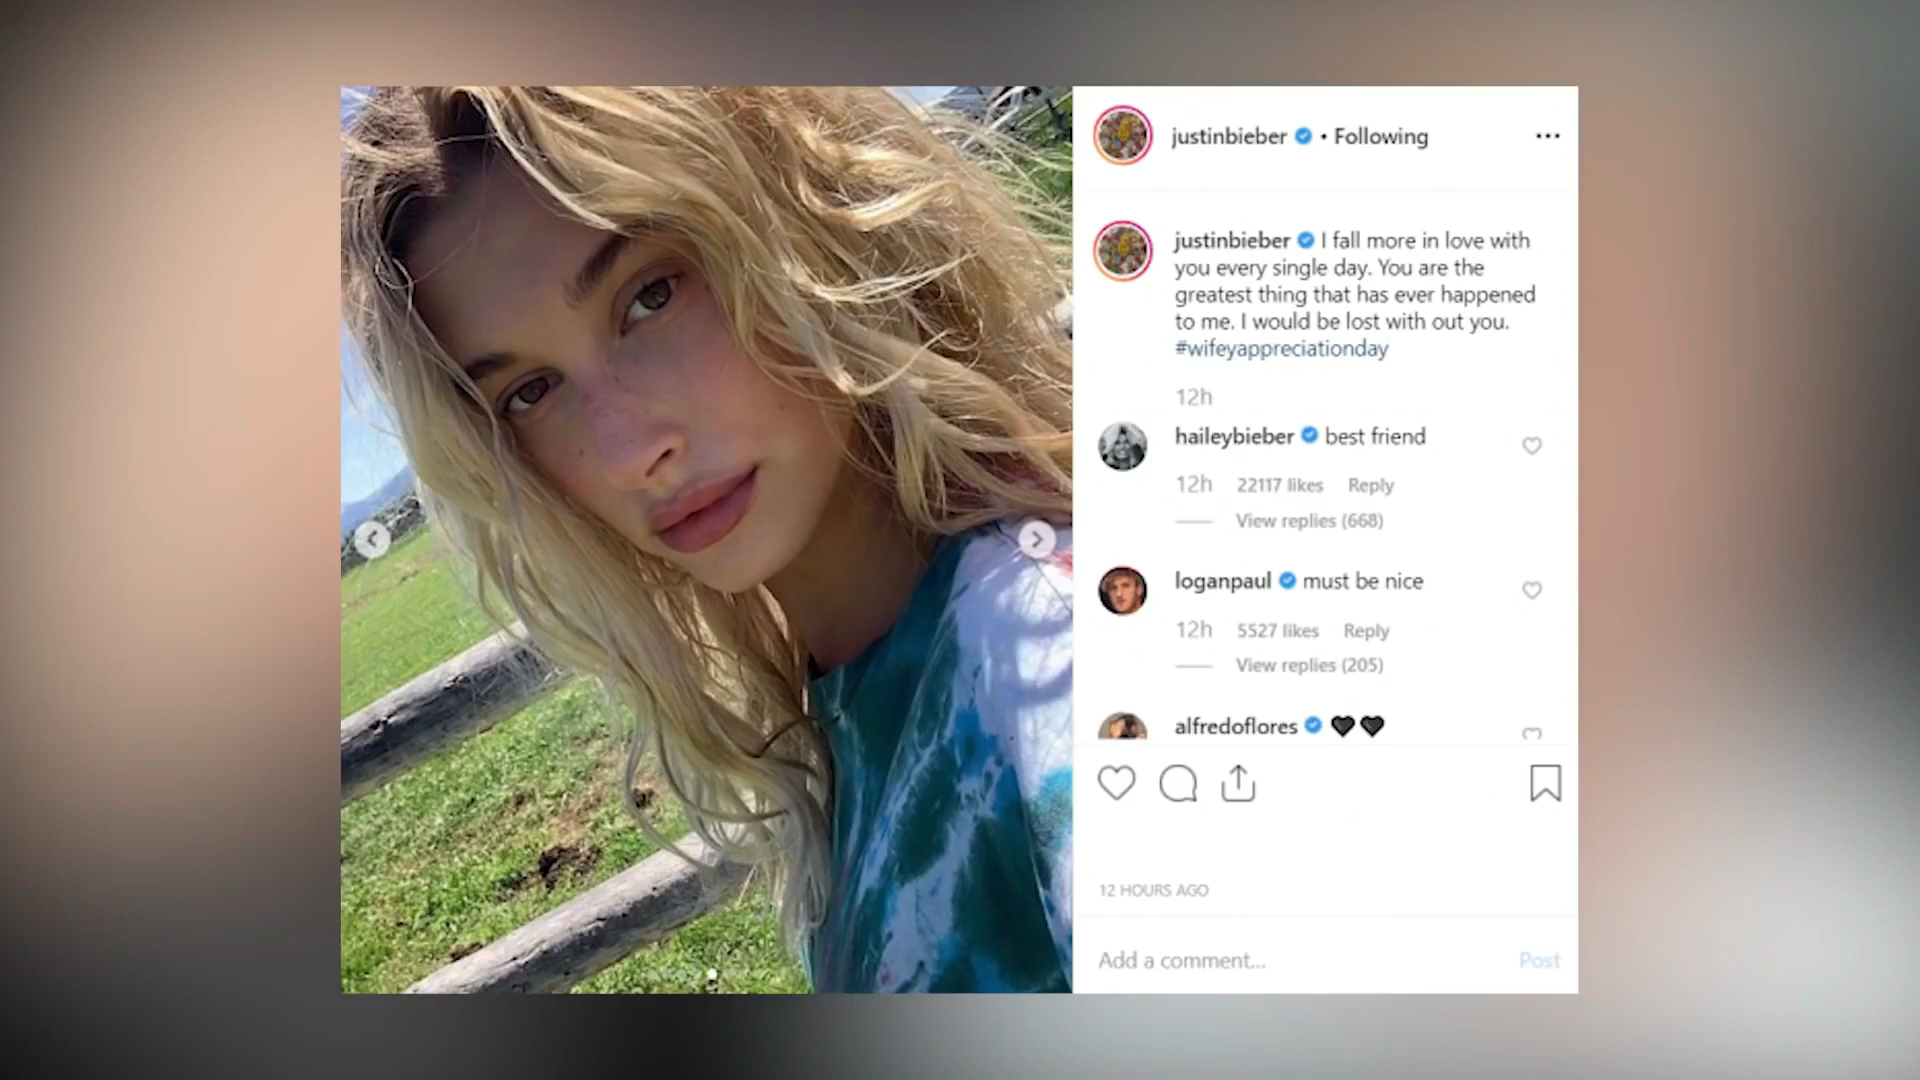 justinbieber • Following
justinbieber I fall more in love with
you every single day. You are the
greatest thing that has ever happened
to me. I would be lost with out you.
#wifeyappreciationday
12h
haileybieber best friend
12h 22117 likes Reply
View replies (668)
loganpaul must be nice
12h 5527 likes Reply
View replies (205)
alfredoflores 🖤🖤
12 HOURS AGO
Add a comment... Post